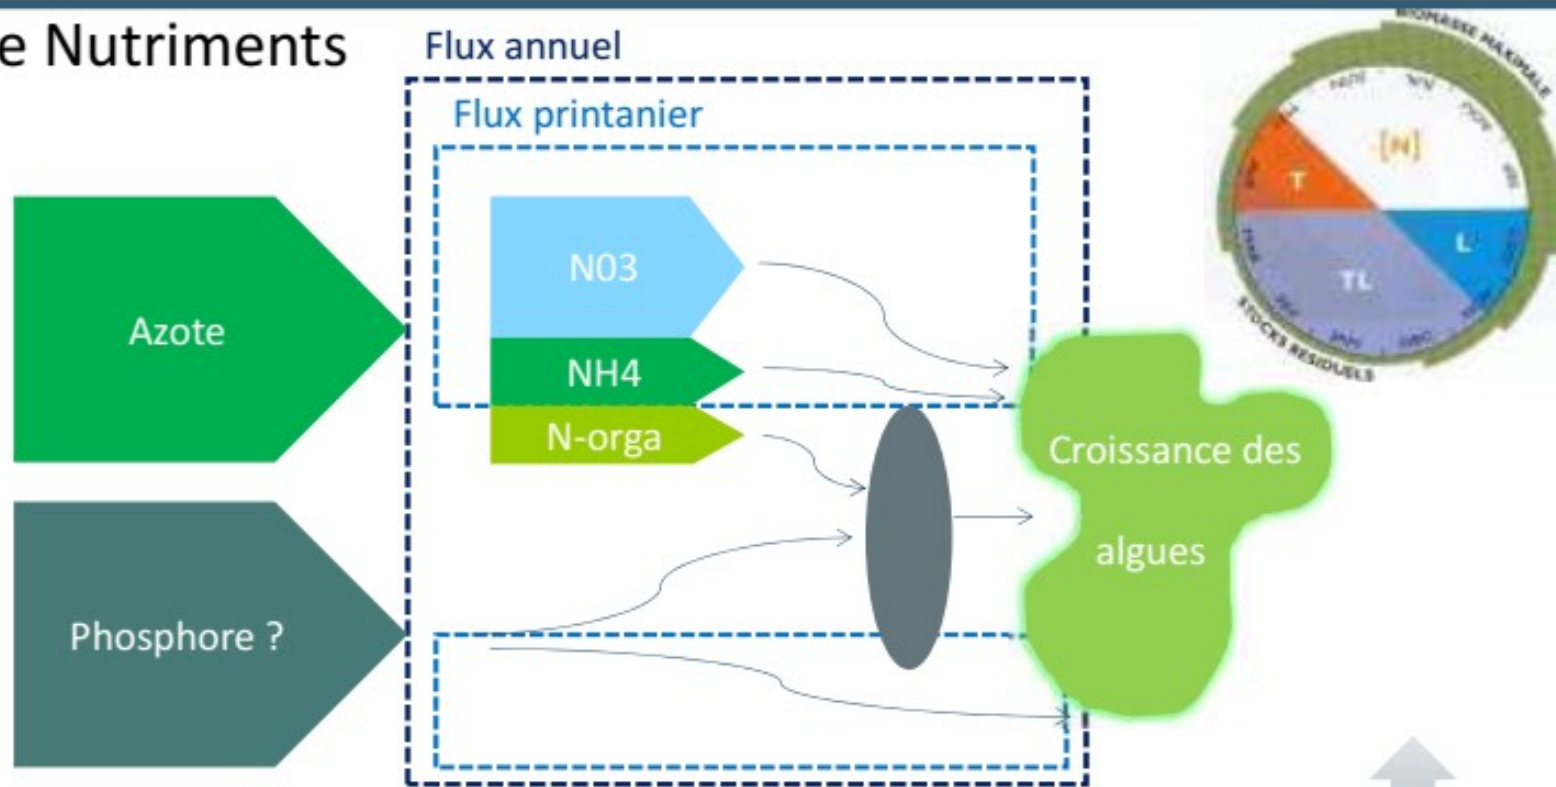 e Nutriments
Flux annuel
Flux printanier
Azote
N03
NH4
N-orga
Phosphore ?
Croissance des
algues
BIOMASSE MAXIMALE
-[N]
T
L
TL
STOCKS RESIDUELS